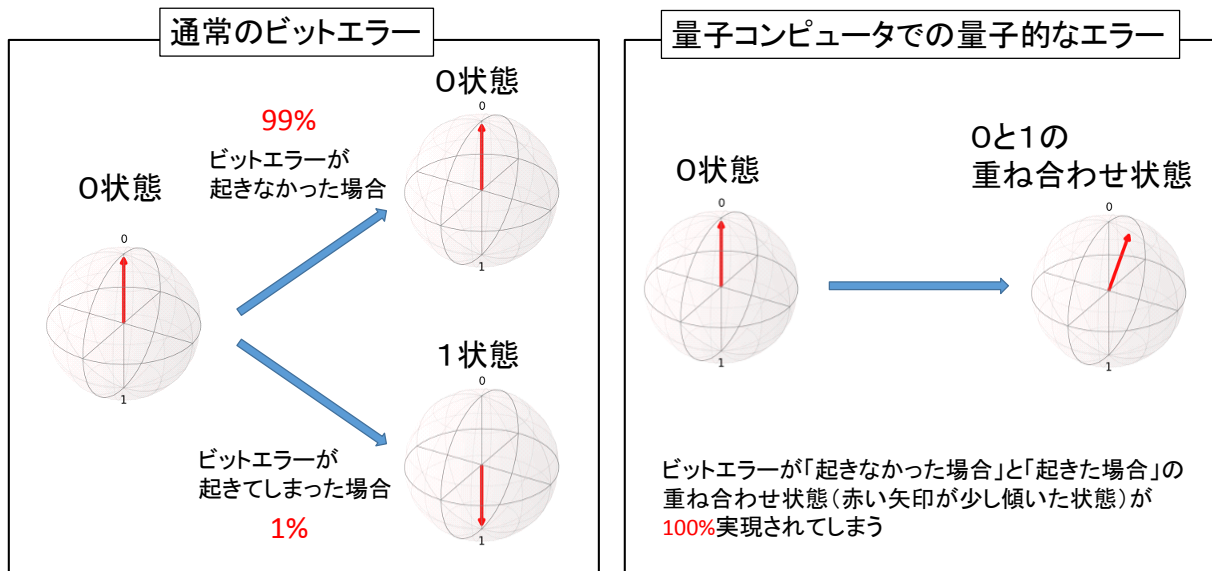 通常のビットエラー
0状態
0
1
99%
ビットエラーが
起きなかった場合
0状態
0
1
ビットエラーが
起きてしまった場合
1%
1状態
0
1
量子コンピュータでの量子的なエラー
0状態
0
1
0と1の
重ね合わせ状態
0
1
ビットエラーが「起きなかった場合」と「起きた場合」の
重ね合わせ状態（赤い矢印が少し傾いた状態）が
100%実現されてしまう